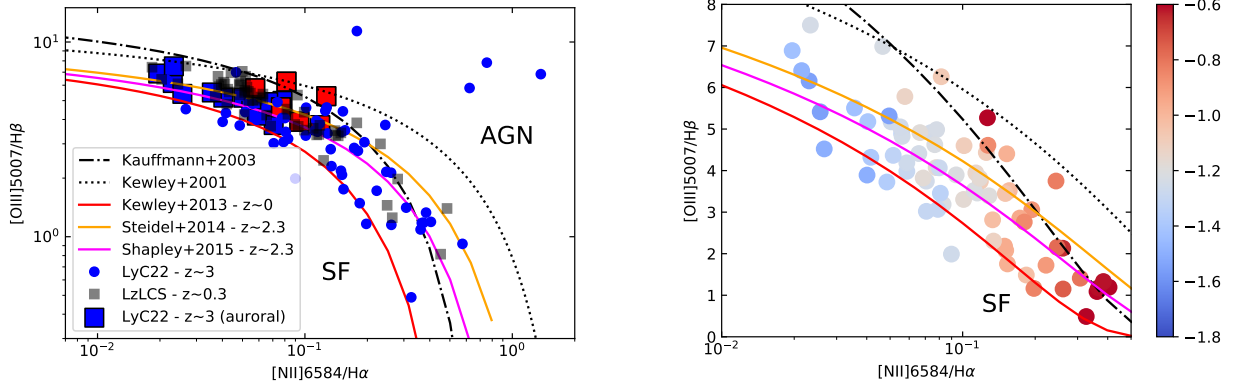 10¹
10⁰
[OIII]5007/Hβ
AGN
SF
Kauffmann+2003
Kewley+2001
Kewley+2013 - z~0
Steidel+2014 - z~2.3
Shapley+2015 - z~2.3
LyC22 - z~3
LzLCS - z~0.3
LyC22 - z~3 (auroral)
10⁻² 10⁻¹ 10⁰
[NII]6584/Hα
8
7
6
5
4
3
2
1
0
[OIII]5007/Hβ
SF
10⁻² 10⁻¹
[NII]6584/Hα
−0.6
−0.8
−1.0
−1.2
−1.4
−1.6
−1.8